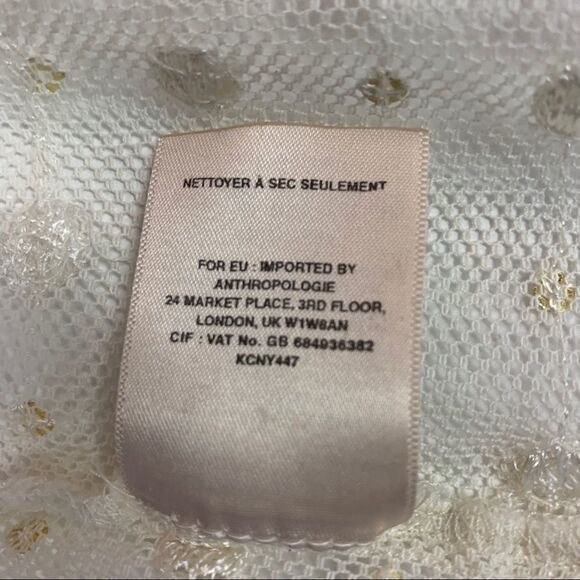 NETTOYER À SEC SEULEMENT
FOR EU : IMPORTED BY
ANTHROPOLOGIE
24 MARKET PLACE, 3RD FLOOR,
LONDON, UK W1W8AN
CIF : VAT No. GB 684936382
KCNY447